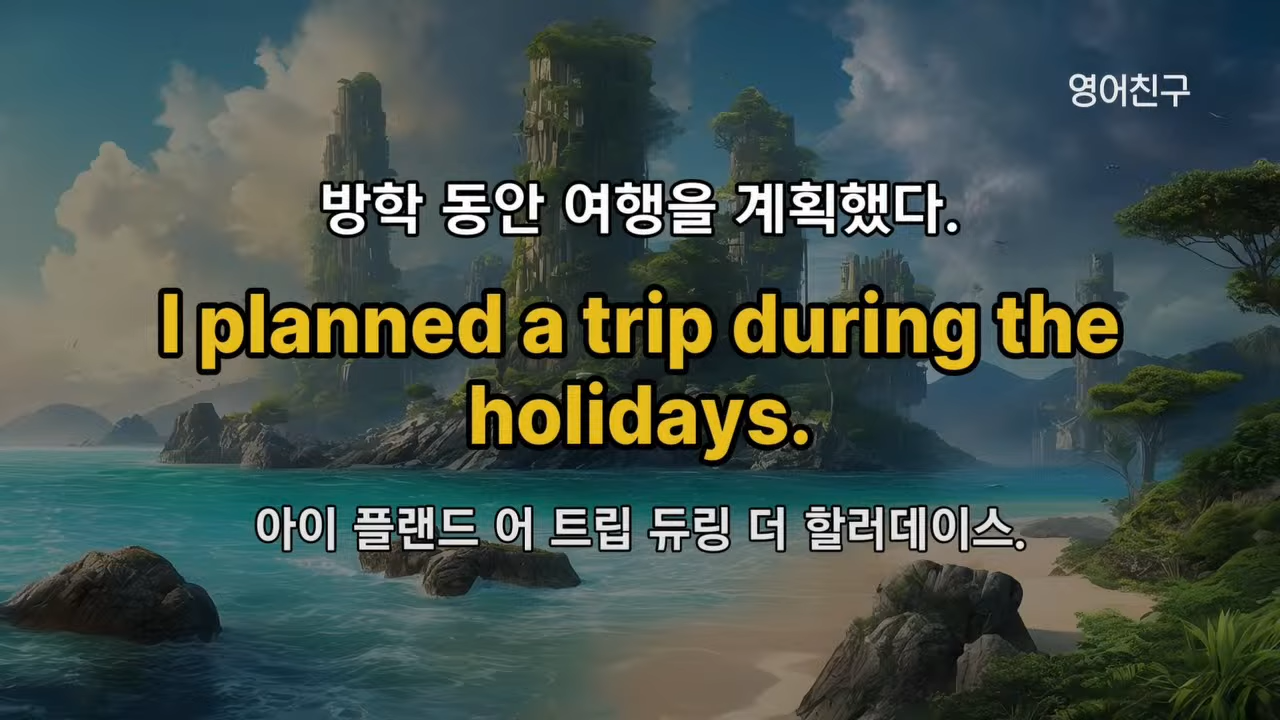 영어친구
방학 동안 여행을 계획했다.
I planned a trip during the
holidays.
아이 플랜드 어 트립 듀링 더 할러데이스.